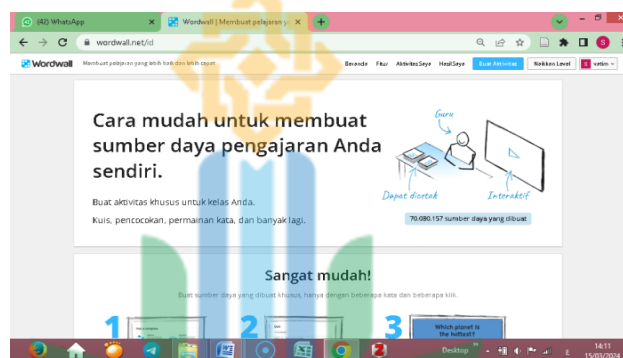 (42) WhatsApp
Wordwall | Membuat pelajaran y
wordwall.net/id
Wordwall
Membuat pelajaran yang lebih baik dan lebih cepat
Beranda Fitur Aktivitas Saya Hasil Saya Buat Aktivitas Naikkan Level
Cara mudah untuk membuat
sumber daya pengajaran Anda
sendiri.
Buat aktivitas khusus untuk kelas Anda.
Kuis, pencocokan, permainan kata, dan banyak lagi.
Guru
Dapat dicetak
Interaktif
70.080.157 sumber daya yang dibuat
Sangat mudah!
Buat sumber daya yang dibuat khusus, hanya dengan beberapa kata dan beberapa klik.
1
2
3
Which planet is
the hottest?
Desktop
14:11
15/03/2024